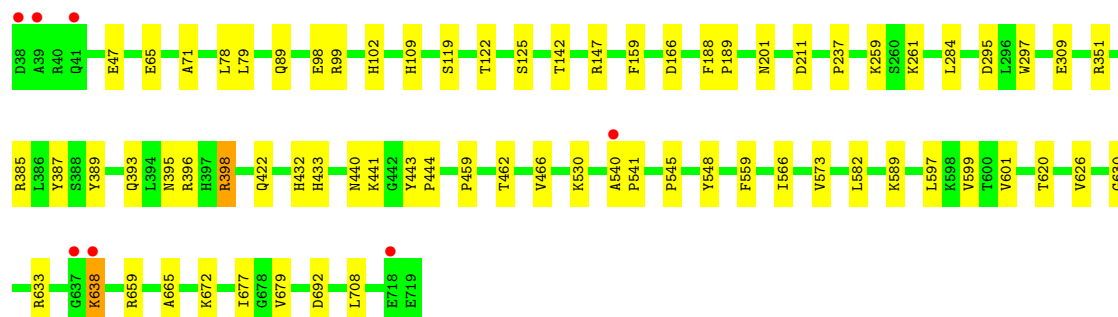 D38 A39 R40 Q41 E47 E65 A71 L78 L79 Q89 E98 R99 H102 H109 S119 T122 S125 T142 R147 F159 D166 F188 P189 N201 D211 P237 K259 S260 K261 L284 D295 L296 W297 E309 R351
R385 L386 Y387 S388 Y389 Q393 L394 N395 R396 H397 R398 Q422 H432 H433 N440 K441 G442 Y443 P444 P459 T462 V466 K530 A540 P541 P545 Y548 F559 I566 V573 L582 K589 L597 K598 V599 T600 V601 T620 V626 G630
R633 G637 K638 R659 A665 K672 I677 G678 V679 D692 L708 E718 E719